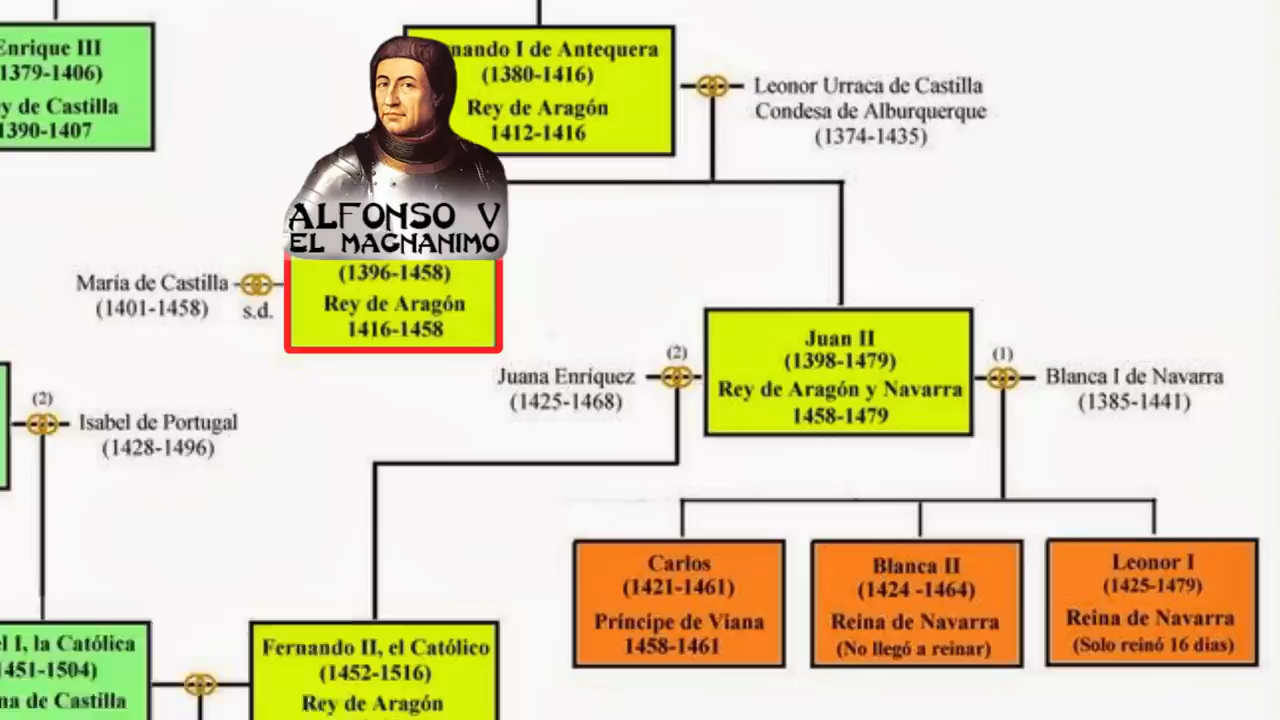 Enrique III
1379-1406)
de Castilla
1390-1407
I de Antequera
(1380-1416)
Rey de Aragón
1412-1416
Leonor Urraca de Castilla
Condesa de Alburquerque
(1374-1435)
ALFONSO V
EL MAGNANIMO
(1396-1458)
Rey de Aragón
1416-1458
María de Castilla
(1401-1458)
s.d.
Juan II
(1398-1479)
Rey de Aragón y Navarra
1458-1479
(2)
Juana Enríquez
(1425-1468)
(1)
Blanca I de Navarra
(1385-1441)
(2)
Isabel de Portugal
(1428-1496)
Carlos
(1421-1461)
Príncipe de Viana
1458-1461
Blanca II
(1424 -1464)
Reina de Navarra
(No llegó a reinar)
Leonor I
(1425-1479)
Reina de Navarra
(Solo reinó 16 dias)
I, la Católica
1451-1504)
de Castilla
Fernando II, el Católico
(1452-1516)
Rey de Aragón